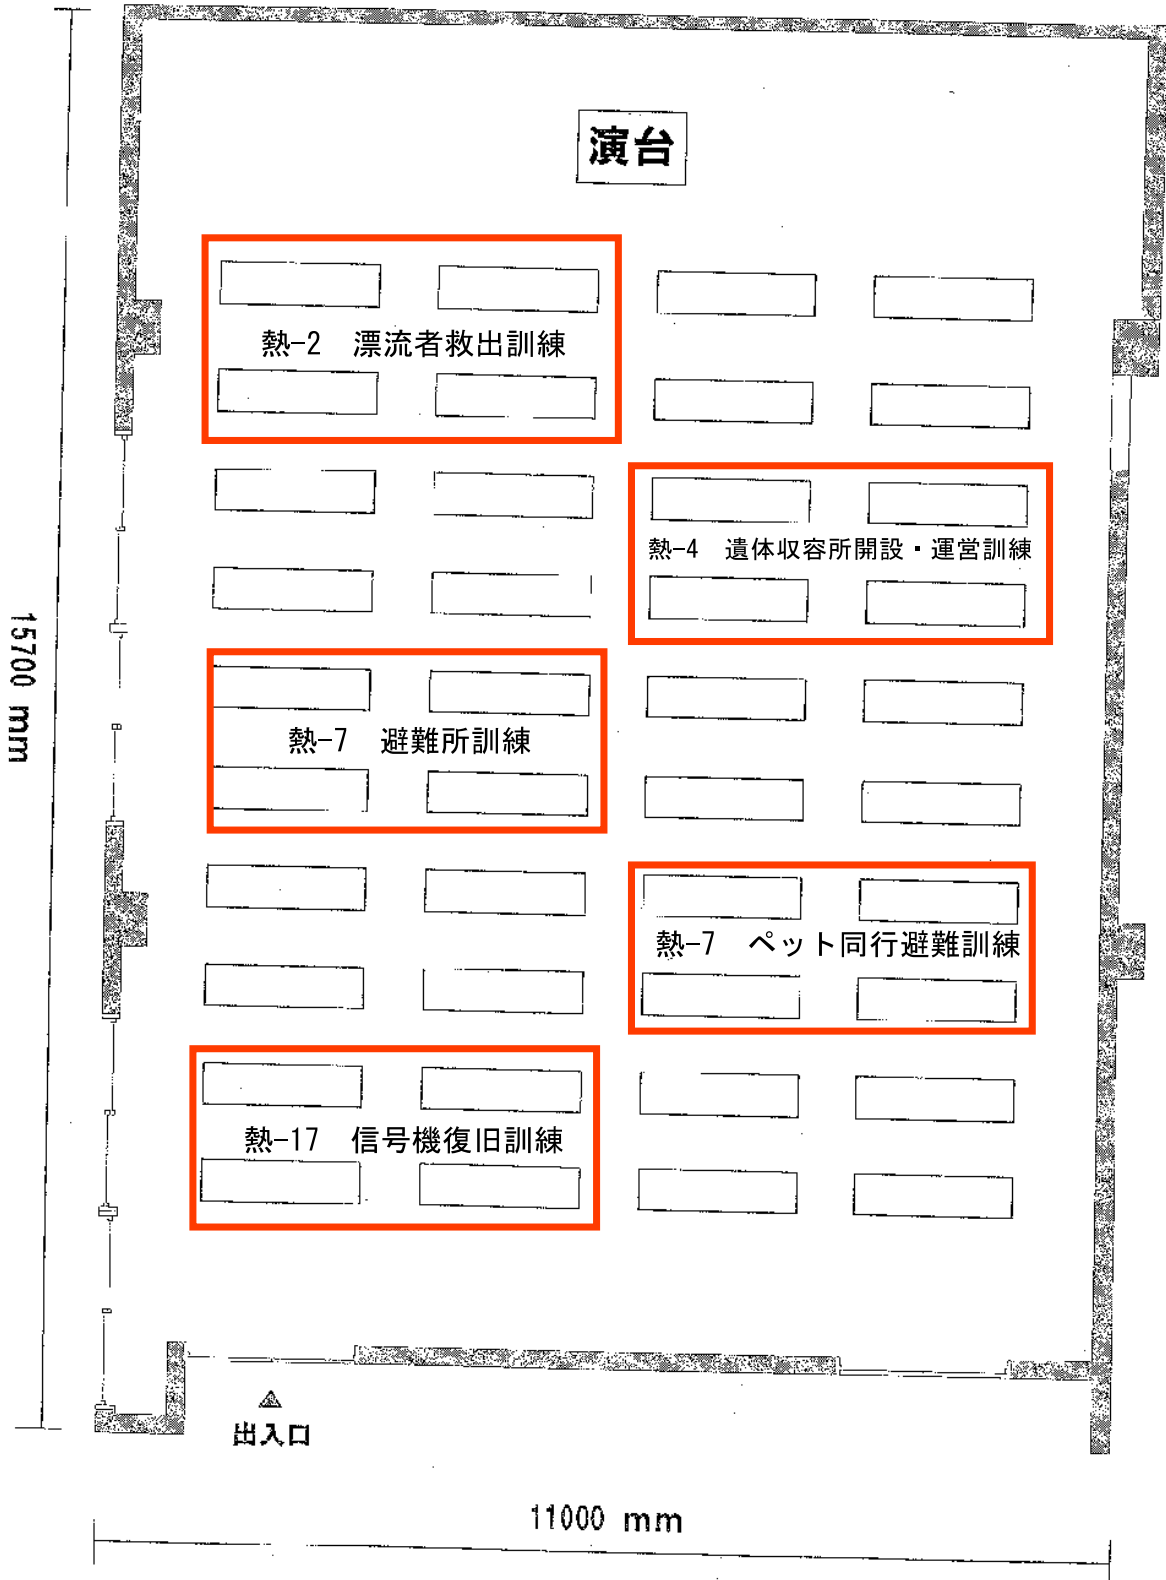 演台
熱-2 漂流者救出訓練
熱-4 遺体収容所開設・運営訓練
熱-7 避難所訓練
熱-7 ペット同行避難訓練
熱-17 信号機復旧訓練
15700 mm
出入口
11000 mm